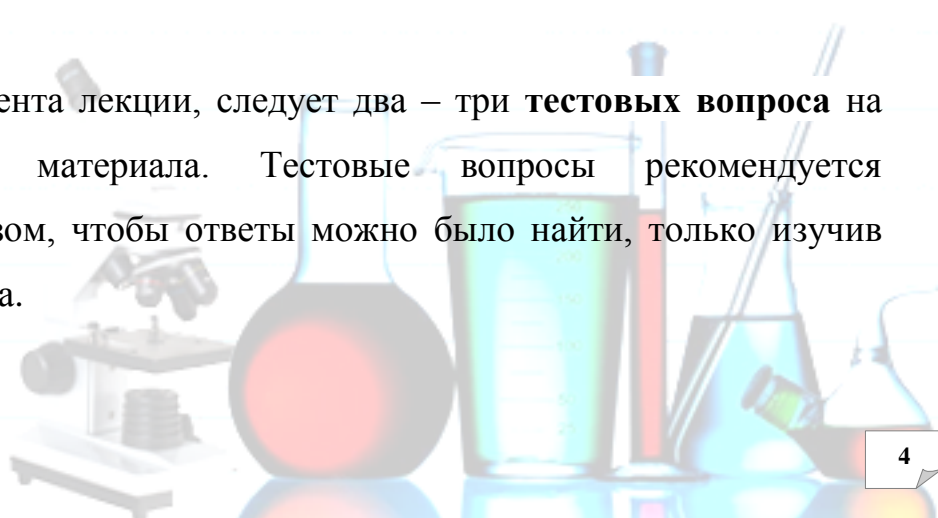 ента лекции, следует два – три тестовых вопроса на
материала. Тестовые вопросы рекомендуется
вом, чтобы ответы можно было найти, только изучив
а.
4